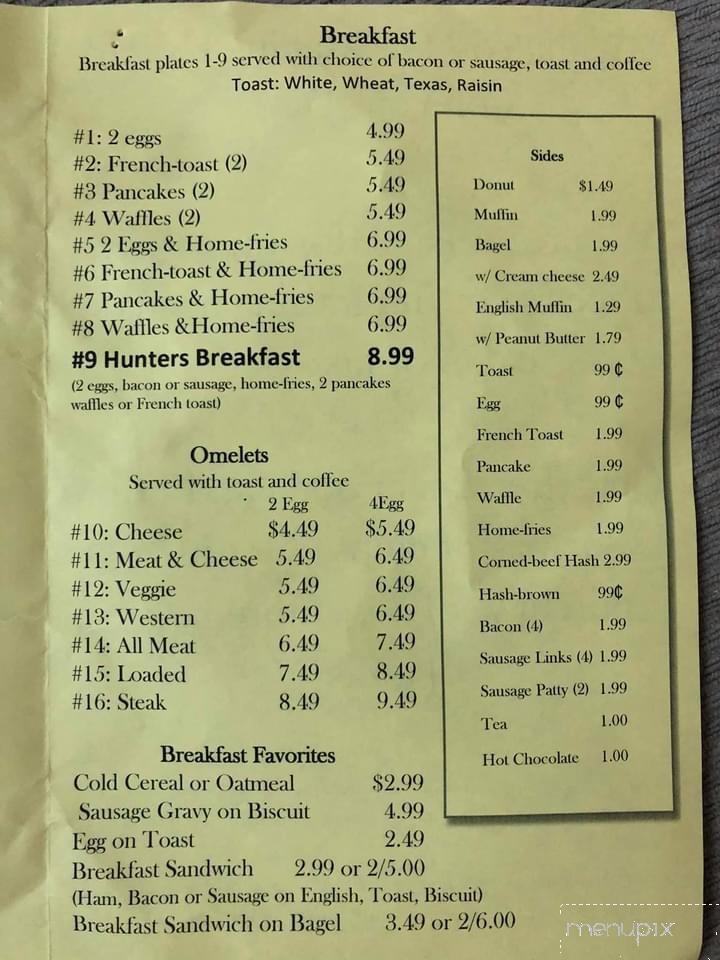 Breakfast
Breakfast plates 1-9 served with choice of bacon or sausage, toast and coffee
Toast: White, Wheat, Texas, Raisin
#1: 2 eggs 4.99
#2: French-toast (2) 5.49
#3 Pancakes (2) 5.49
#4 Waffles (2) 5.49
#5 2 Eggs & Home-fries 6.99
#6 French-toast & Home-fries 6.99
#7 Pancakes & Home-fries 6.99
#8 Waffles &Home-fries 6.99
#9 Hunters Breakfast 8.99
(2 eggs, bacon or sausage, home-fries, 2 pancakes
waffles or French toast)
Omelets
Served with toast and coffee
2 Egg 4Egg
#10: Cheese $4.49 $5.49
#11: Meat & Cheese 5.49 6.49
#12: Veggie 5.49 6.49
#13: Western 5.49 6.49
#14: All Meat 6.49 7.49
#15: Loaded 7.49 8.49
#16: Steak 8.49 9.49
Breakfast Favorites
Cold Cereal or Oatmeal $2.99
Sausage Gravy on Biscuit 4.99
Egg on Toast 2.49
Breakfast Sandwich 2.99 or 2/5.00
(Ham, Bacon or Sausage on English, Toast, Biscuit)
Breakfast Sandwich on Bagel 3.49 or 2/6.00
Sides
Donut $1.49
Muffin 1.99
Bagel 1.99
w/ Cream cheese 2.49
English Muffin 1.29
w/ Peanut Butter 1.79
Toast 99 ¢
Egg 99 ¢
French Toast 1.99
Pancake 1.99
Waffle 1.99
Home-fries 1.99
Corned-beef Hash 2.99
Hash-brown 99¢
Bacon (4) 1.99
Sausage Links (4) 1.99
Sausage Patty (2) 1.99
Tea 1.00
Hot Chocolate 1.00
menupix